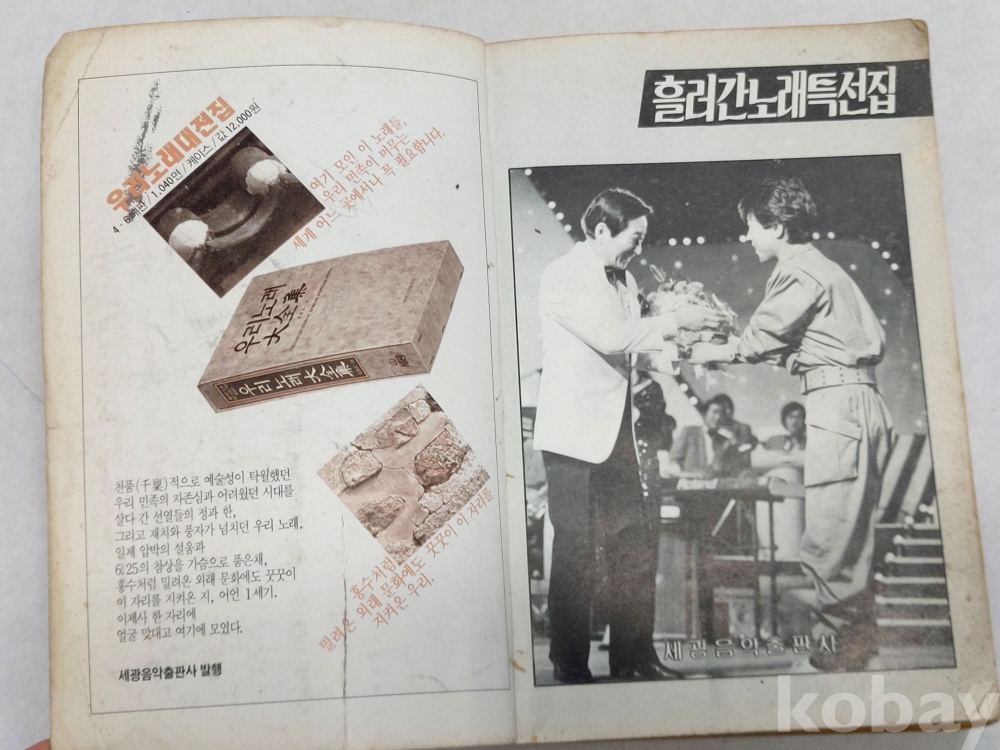 우리노래대전집
4·6배판/1,040면/케이스/값 12,000원
여기 모인 이 노래들,
우리 민족이 머무는
세계 어느 곳에서나 꼭 필요합니다.
우리노래
大全集
우리노래大全集
천품(千稟)적으로 예술성이 탁월했던
우리 민족의 자존심과 어려웠던 시대를
살다 간 선열들의 정과 한,
그리고 재치와 풍자가 넘치던 우리 노래.
일제 압박의 설움과
6.25의 참상을 가슴으로 품은채,
홍수처럼 밀려온 외래 문화에도 꿋꿋이
이 자리를 지켜온 지, 어언 1세기.
이제사 한 자리에
얼굴 맞대고 여기에 모였다.
홍수처럼
밀려온 외래 문화에도 꿋꿋이 이 자리를
지켜온 우리.
세광음악출판사 발행
흘러간노래특선집
세광음악출판사
kobay